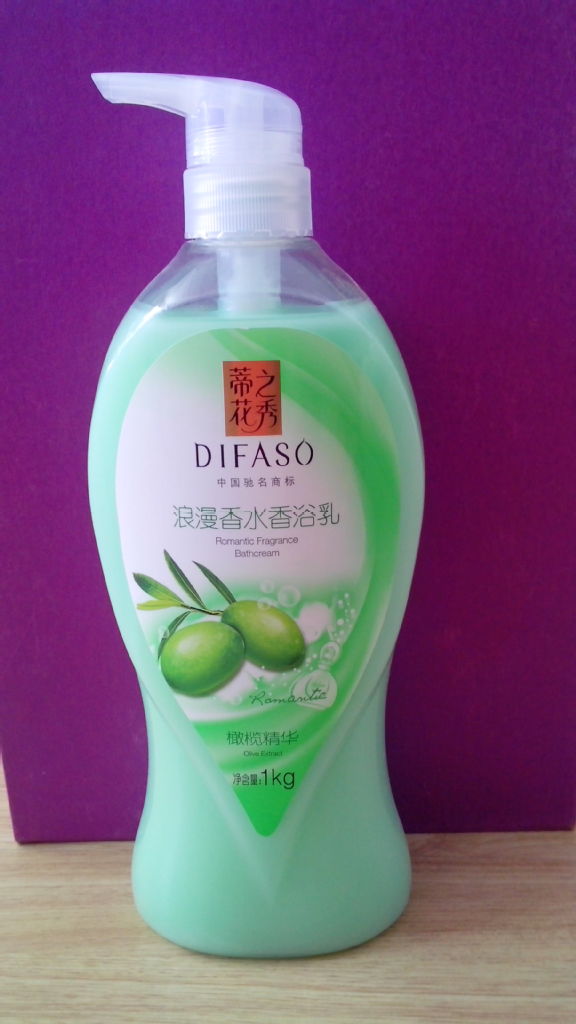 蒂之
花秀
DIFASO
中国驰名商标
浪漫香水香浴乳
Romantic Fragrance
Bathcream
Romantic
橄榄精华
Olive Extract
净含量:1kg